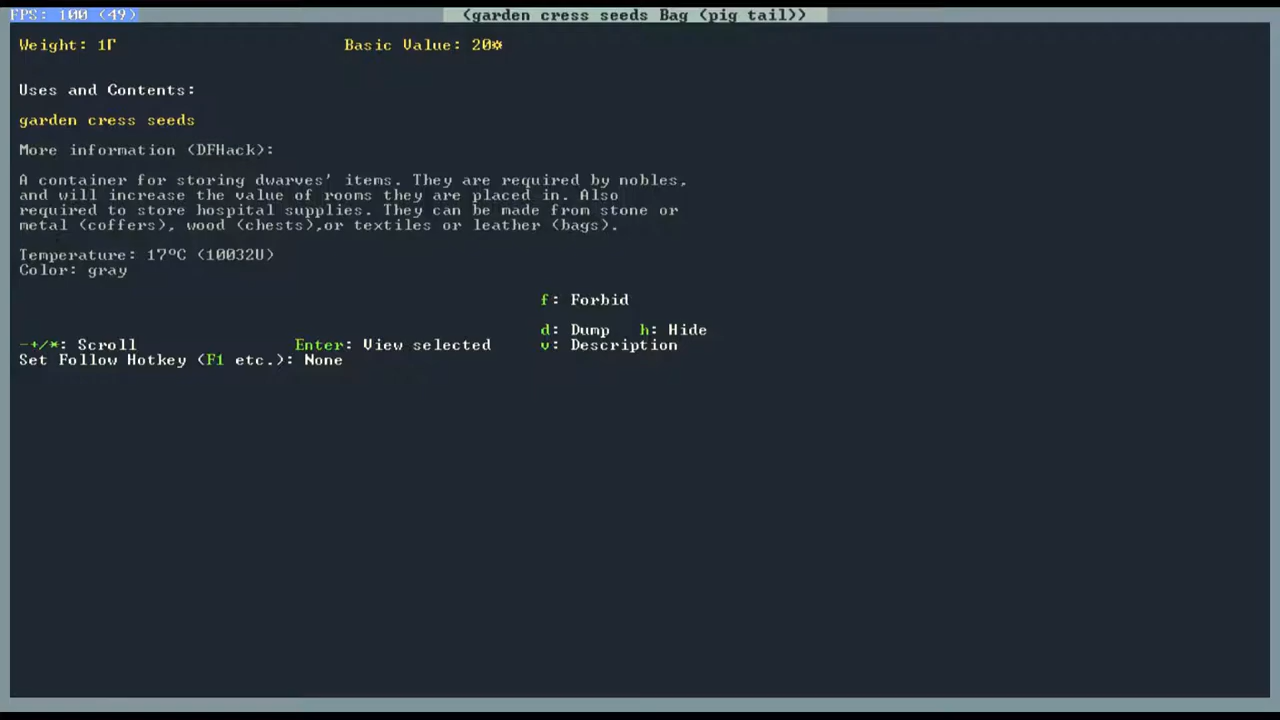 FPS: 100 (49)
(garden cress seeds Bag (pig tail))
Weight: 1Γ Basic Value: 20☼
Uses and Contents:
garden cress seeds
More information (DFHack):
A container for storing dwarves' items. They are required by nobles,
and will increase the value of rooms they are placed in. Also
required to store hospital supplies. They can be made from stone or
metal (coffers), wood (chests),or textiles or leather (bags).
Temperature: 17°C (10032U)
Color: gray
f: Forbid
d: Dump h: Hide
-+/*: Scroll Enter: View selected v: Description
Set Follow Hotkey (F1 etc.): None